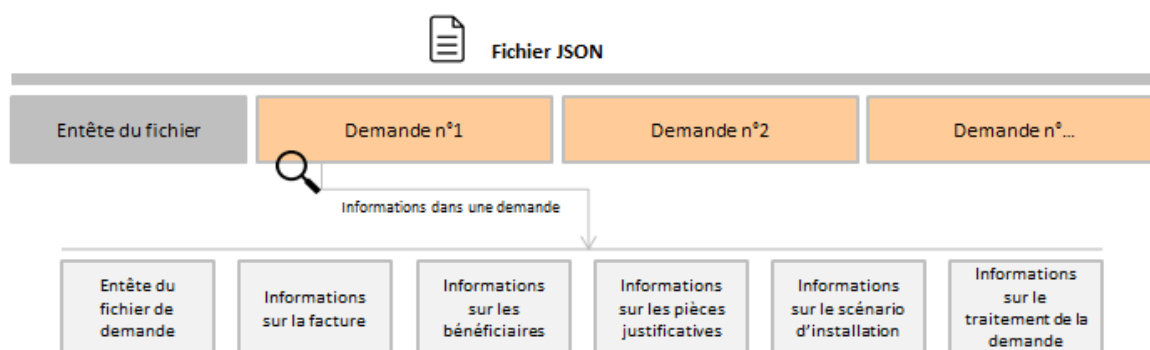 Fichier JSON
Entête du fichier
Demande n°1
Demande n°2
Demande n°...
Informations dans une demande
Entête du
fichier de
demande
Informations
sur la facture
Informations
sur les
bénéficiaires
Informations
sur les pièces
justificatives
Informations
sur le scénario
d'installation
Informations
sur le
traitement de la
demande